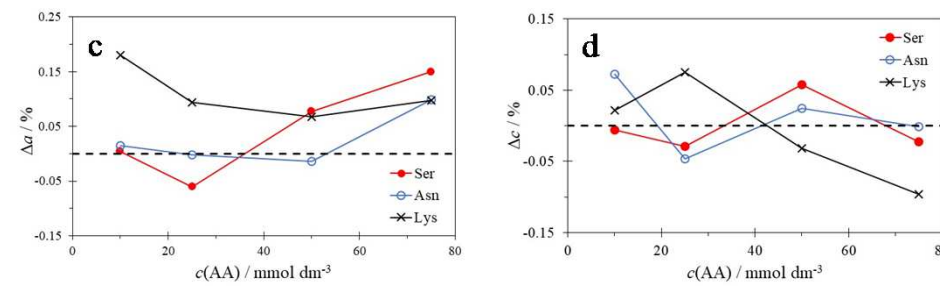 c
Δa / %
0.25
0.15
0.05
-0.05
-0.15
0
20
40
60
80
c(AA) / mmol dm⁻³
Ser
Asn
Lys
d
Δc / %
0.15
0.05
-0.05
-0.15
0
20
40
60
80
c(AA) / mmol dm⁻³
Ser
Asn
Lys